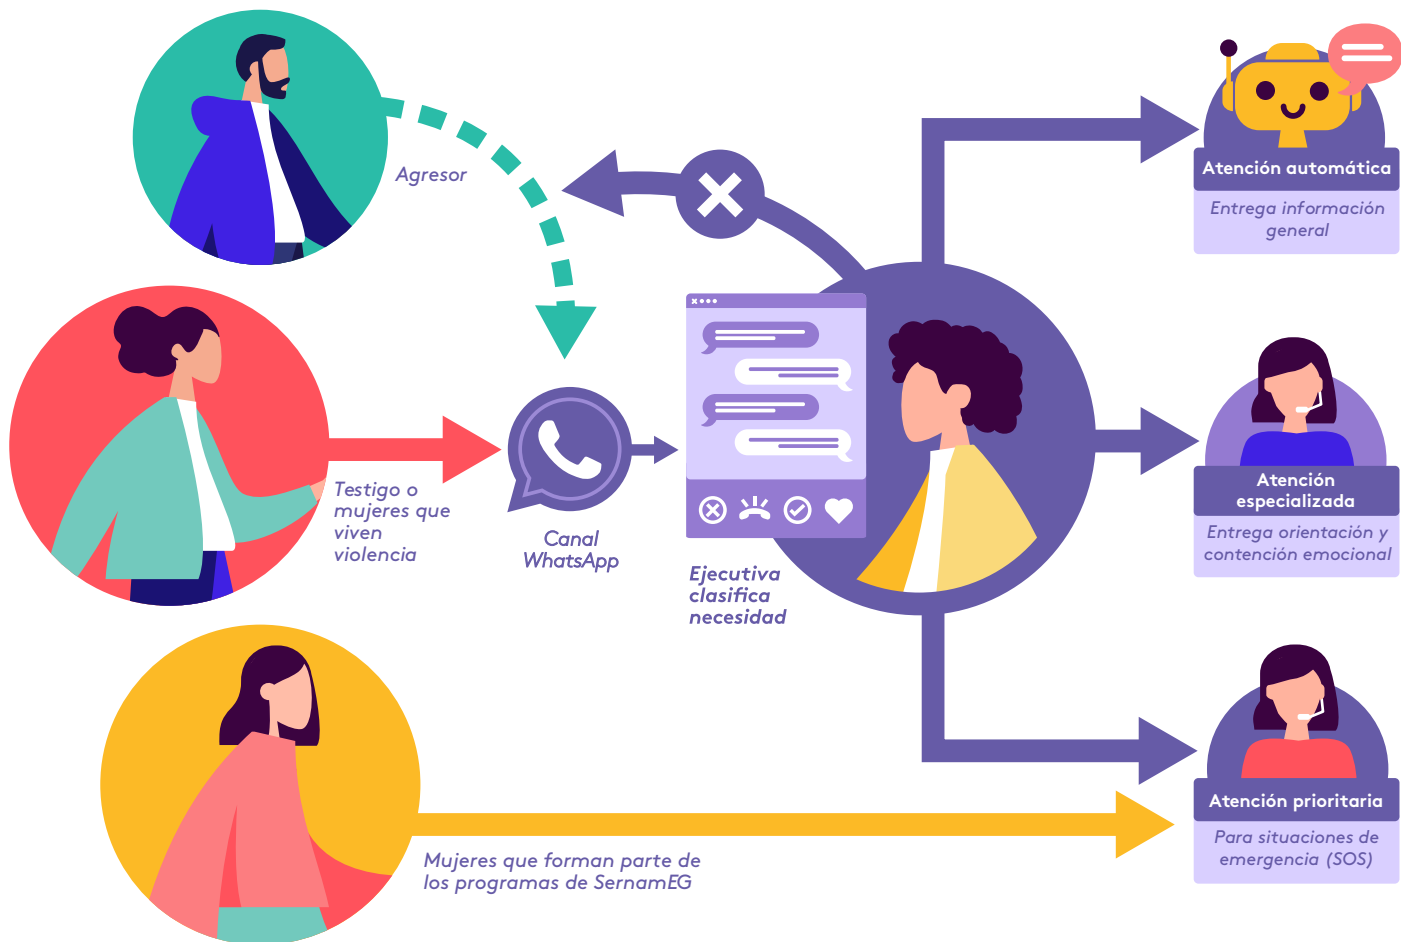 Agresor
Testigo o
mujeres que
viven
violencia
Canal
WhatsApp
Ejecutiva
clasifica
necesidad
Mujeres que forman parte de
los programas de SernamEG
Atención automática
Entrega información
general
Atención
especializada
Entrega orientación y
contención emocional
Atención prioritaria
Para situaciones de
emergencia (SOS)